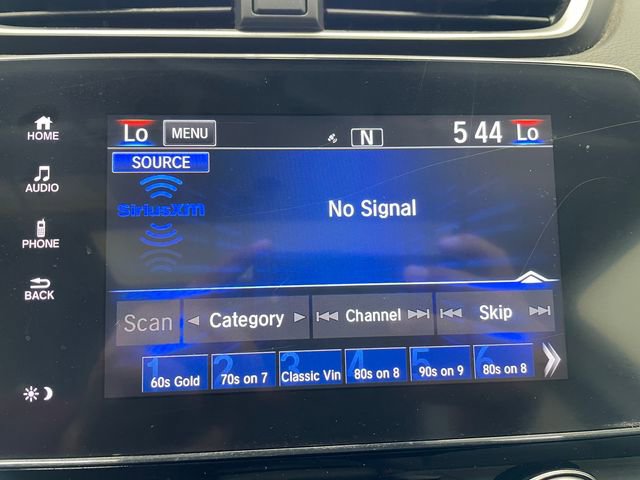 Lo MENU N 5 44 Lo
HOME
SOURCE
AUDIO
SiriusXM
No Signal
PHONE
BACK
Scan Category Channel Skip
1 2 3 4 5 6
60s Gold 70s on 7 Classic Vin 80s on 8 90s on 9 80s on 8